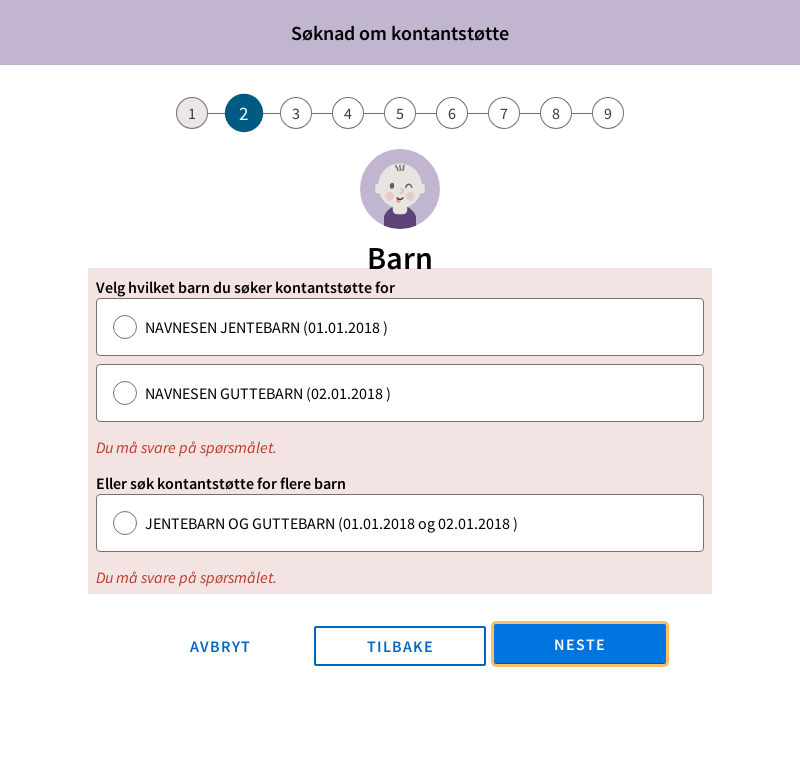 Søknad om kontantstøtte
1 2 3 4 5 6 7 8 9
Barn
Velg hvilket barn du søker kontantstøtte for
NAVNESEN JENTEBARN (01.01.2018 )
NAVNESEN GUTTEBARN (02.01.2018 )
Du må svare på spørsmålet.
Eller søk kontantstøtte for flere barn
JENTEBARN OG GUTTEBARN (01.01.2018 og 02.01.2018 )
Du må svare på spørsmålet.
AVBRYT TILBAKE NESTE